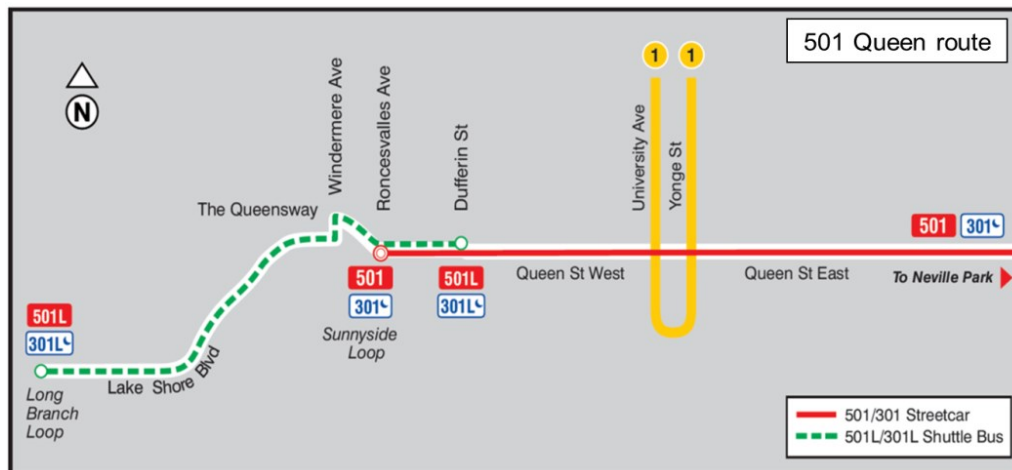 501 Queen route
1 1
N
Windermere Ave
Roncesvalles Ave
Dufferin St
University Ave
Yonge St
The Queensway
501 301
501
301
Sunnyside
Loop
501L
301L
Queen St West
Queen St East
To Neville Park
501L
301L
Long
Branch
Loop
Lake Shore Blvd
501/301 Streetcar
501L/301L Shuttle Bus